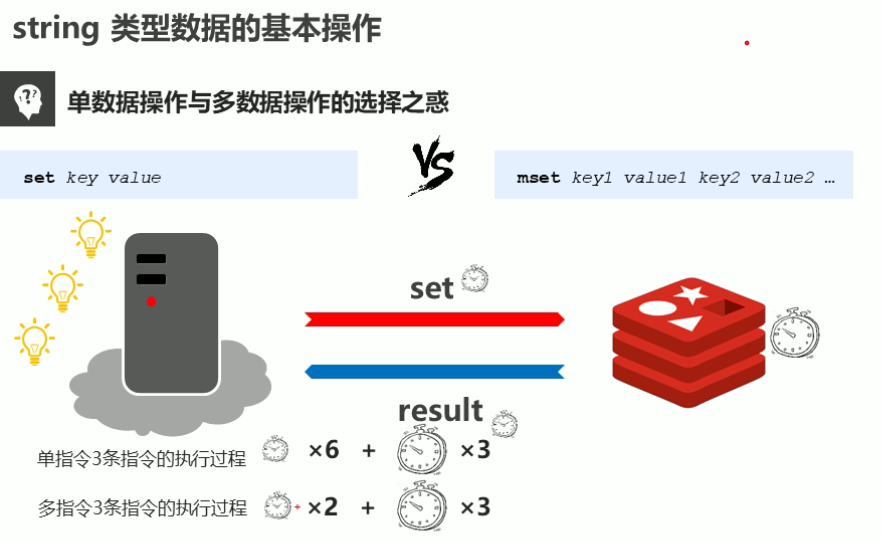 string 类型数据的基本操作
??
单数据操作与多数据操作的选择之惑
set key value
VS
mset key1 value1 key2 value2 …
set
result
单指令3条指令的执行过程 ×6 + ×3
多指令3条指令的执行过程 + ×2 + ×3